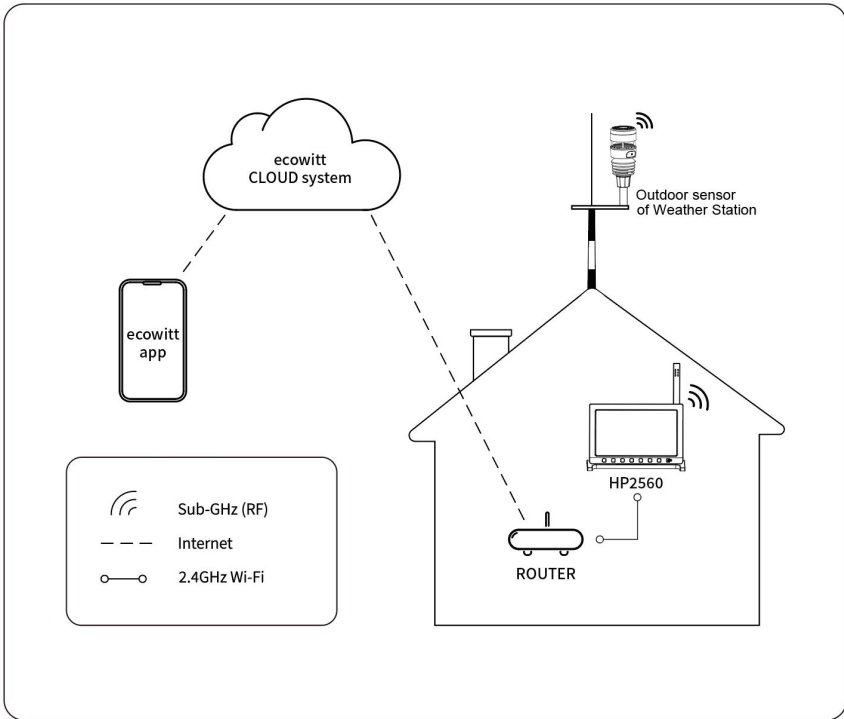 ecowitt
CLOUD system
Outdoor sensor
of Weather Station
ecowitt
app
HP2560
ROUTER
Sub-GHz (RF)
Internet
2.4GHz Wi-Fi